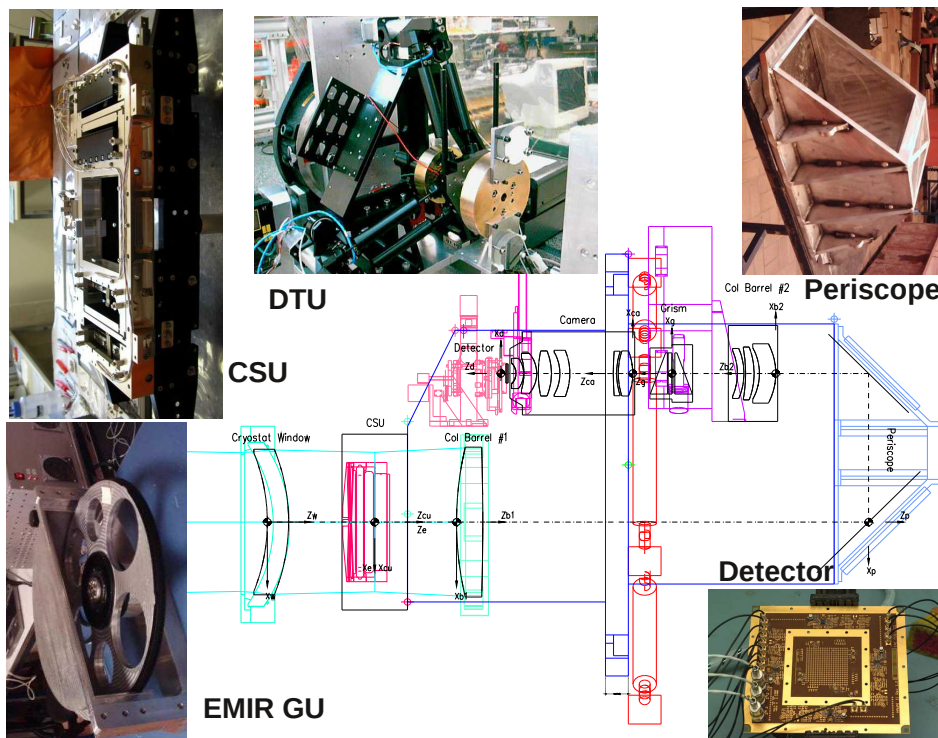 DTU
Periscope
CSU
EMIR GU
Detector
Col Barrel #2
Xb2
Camera
Xca
Grism
Xg
Detector
Xd
Zd
Zca
Zg
Zb2
Periscope
CSU
Cryostat Window
Col Barrel #1
Zw
Zcu
Ze
Zb1
Zp
Xe
Xcu
Xw
Xb1
Xp